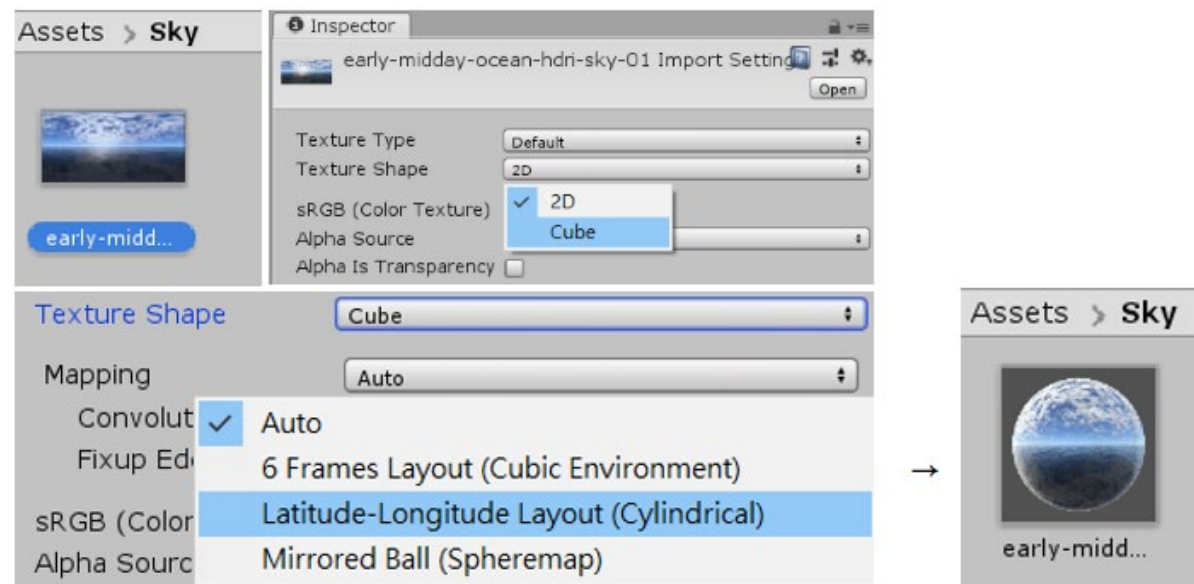 Assets > Sky
early-midd...
Inspector
early-midday-ocean-hdri-sky-01 Import Setting
Open
Texture Type Default
Texture Shape 2D
sRGB (Color Texture) ✓ 2D
Alpha Source Cube
Alpha Is Transparency
Texture Shape Cube
Mapping Auto
Convolut ✓ Auto
Fixup Ed 6 Frames Layout (Cubic Environment)
sRGB (Color Latitude-Longitude Layout (Cylindrical)
Alpha Sourc Mirrored Ball (Spheremap)
→
Assets > Sky
early-midd...